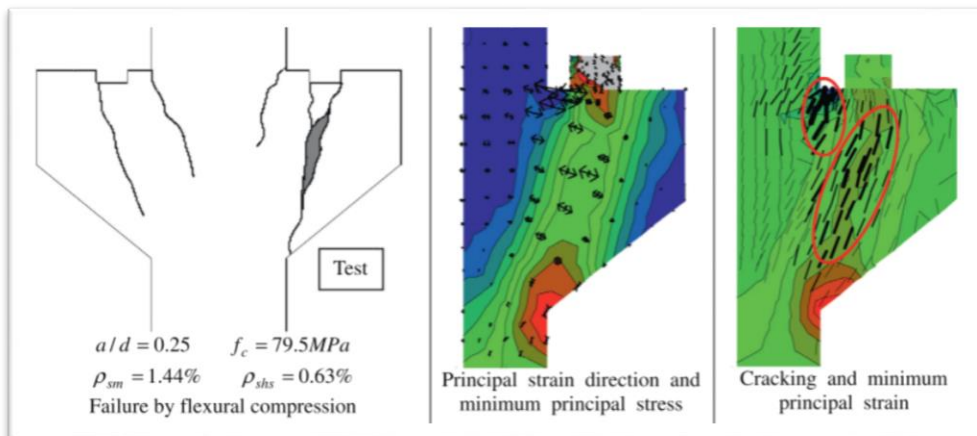 Test
a/d = 0.25 f_c = 79.5MPa
ρ_sm = 1.44% ρ_shs = 0.63%
Failure by flexural compression
Principal strain direction and
minimum principal stress
Cracking and minimum
principal strain